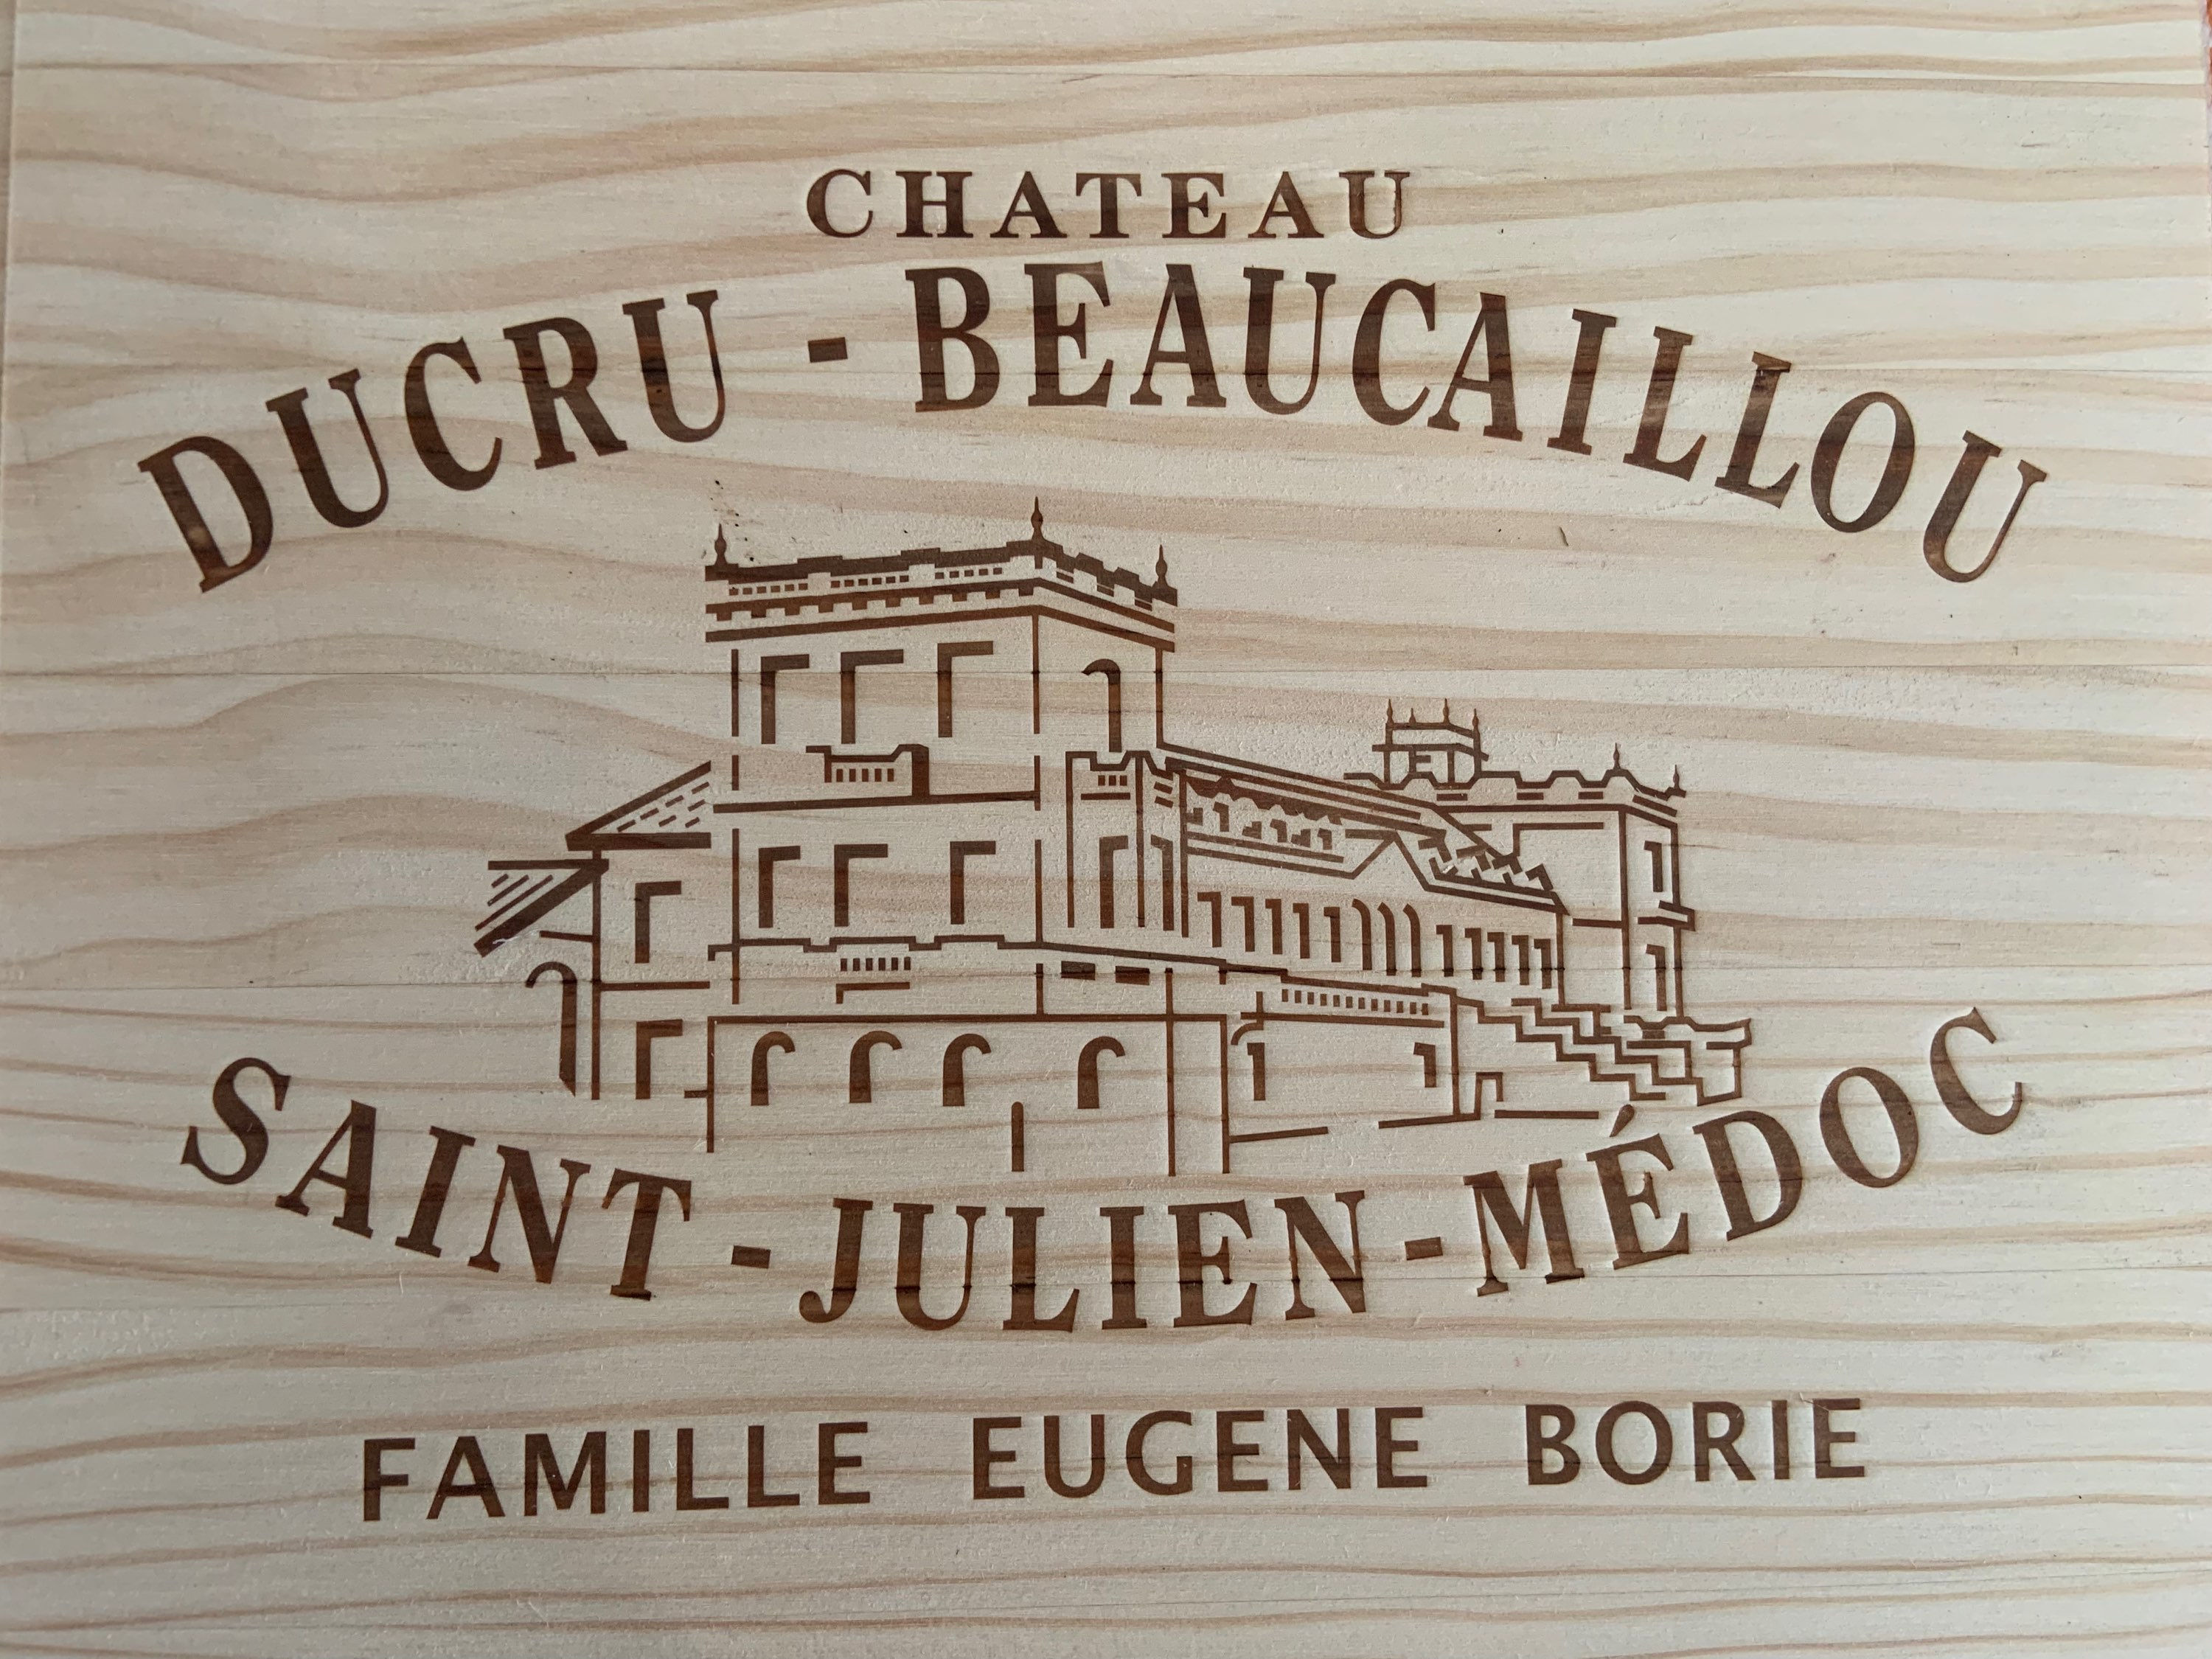 CHATEAU
DUCRU - BEAUCAILLOU
SAINT - JULIEN - MÉDOC
FAMILLE EUGENE BORIE